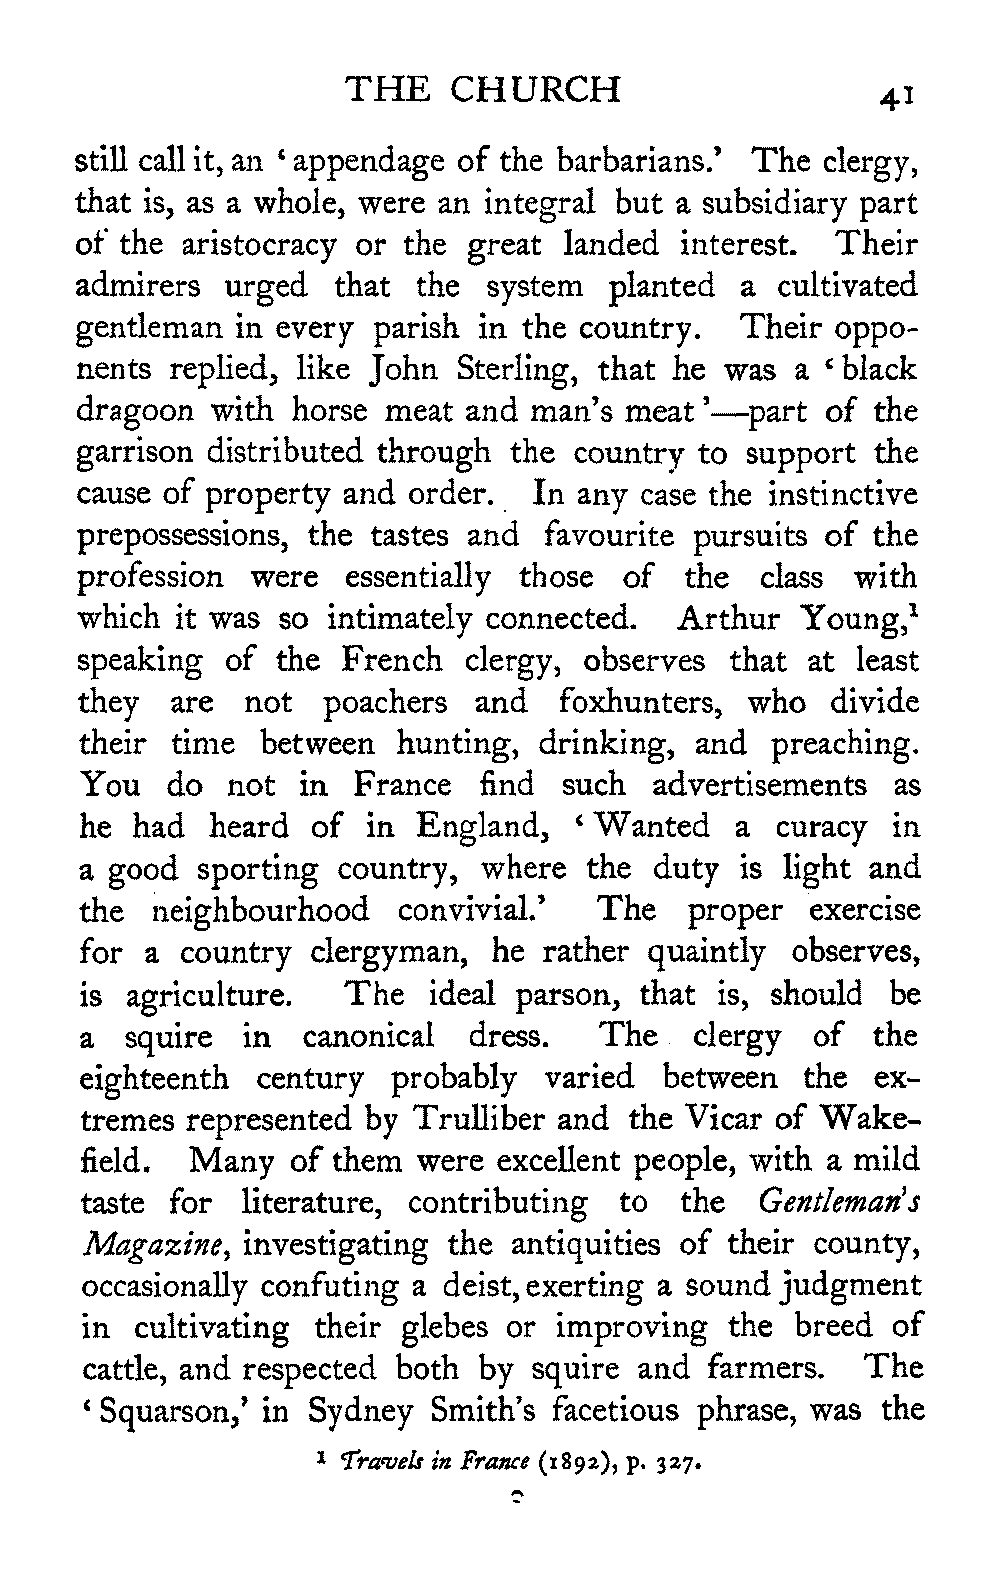 THE CHURCH 41
still call it, an ‘appendage of the barbarians.’ The clergy,
that is, as a whole, were an integral but a subsidiary part
of the aristocracy or the great landed interest. Their
admirers urged that the system planted a cultivated
gentleman in every parish in the country. Their oppo-
nents replied, like John Sterling, that he was a ‘black
dragoon with horse meat and man’s meat’—part of the
garrison distributed through the country to support the
cause of property and order. In any case the instinctive
prepossessions, the tastes and favourite pursuits of the
profession were essentially those of the class with
which it was so intimately connected. Arthur Young,¹
speaking of the French clergy, observes that at least
they are not poachers and foxhunters, who divide
their time between hunting, drinking, and preaching.
You do not in France find such advertisements as
he had heard of in England, ‘Wanted a curacy in
a good sporting country, where the duty is light and
the neighbourhood convivial.’ The proper exercise
for a country clergyman, he rather quaintly observes,
is agriculture. The ideal parson, that is, should be
a squire in canonical dress. The clergy of the
eighteenth century probably varied between the ex-
tremes represented by Trulliber and the Vicar of Wake-
field. Many of them were excellent people, with a mild
taste for literature, contributing to the Gentleman’s
Magazine, investigating the antiquities of their county,
occasionally confuting a deist, exerting a sound judgment
in cultivating their glebes or improving the breed of
cattle, and respected both by squire and farmers. The
‘Squarson,’ in Sydney Smith’s facetious phrase, was the
¹ Travels in France (1892), p. 327.